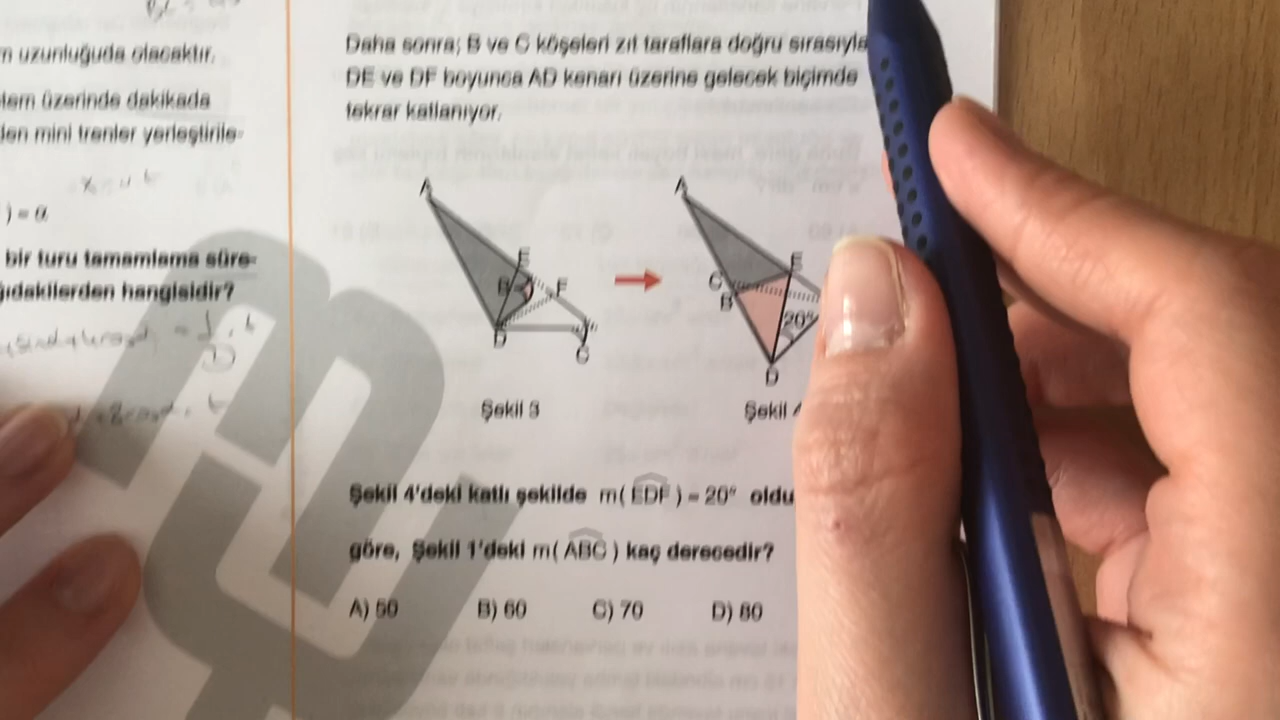 m uzunluğuda olacaktır.
lem üzerinde dakikada
den mini trenler yerleştirile-
) = a
bir turu tamamlama süre-
ğıdakilerden hangisidir?
Daha sonra; B ve C köşeleri zıt taraflara doğru sırasıyla
DE ve DF boyunca AD kenarı üzerine gelecek biçimde
tekrar katlanıyor.
A
E
B
F
D
C
Şekil 3
A
E
C
B
20°
D
Şekil 4
Şekil 4'deki katlı şekilde m(EDF) = 20° oldu
göre, Şekil 1'deki m(ABC) kaç derecedir?
A) 50 B) 60 C) 70 D) 80